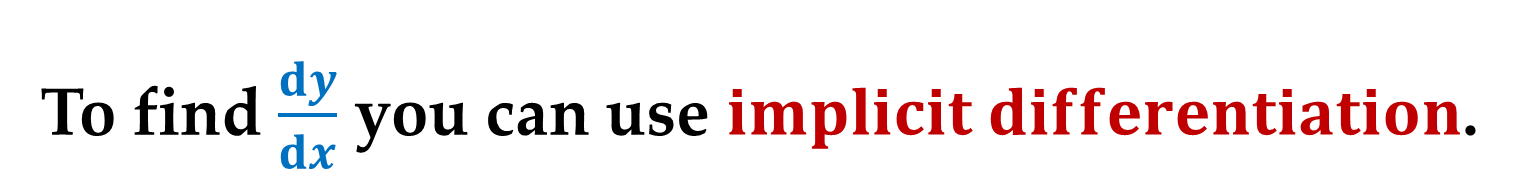 To find dy/dx you can use implicit differentiation.